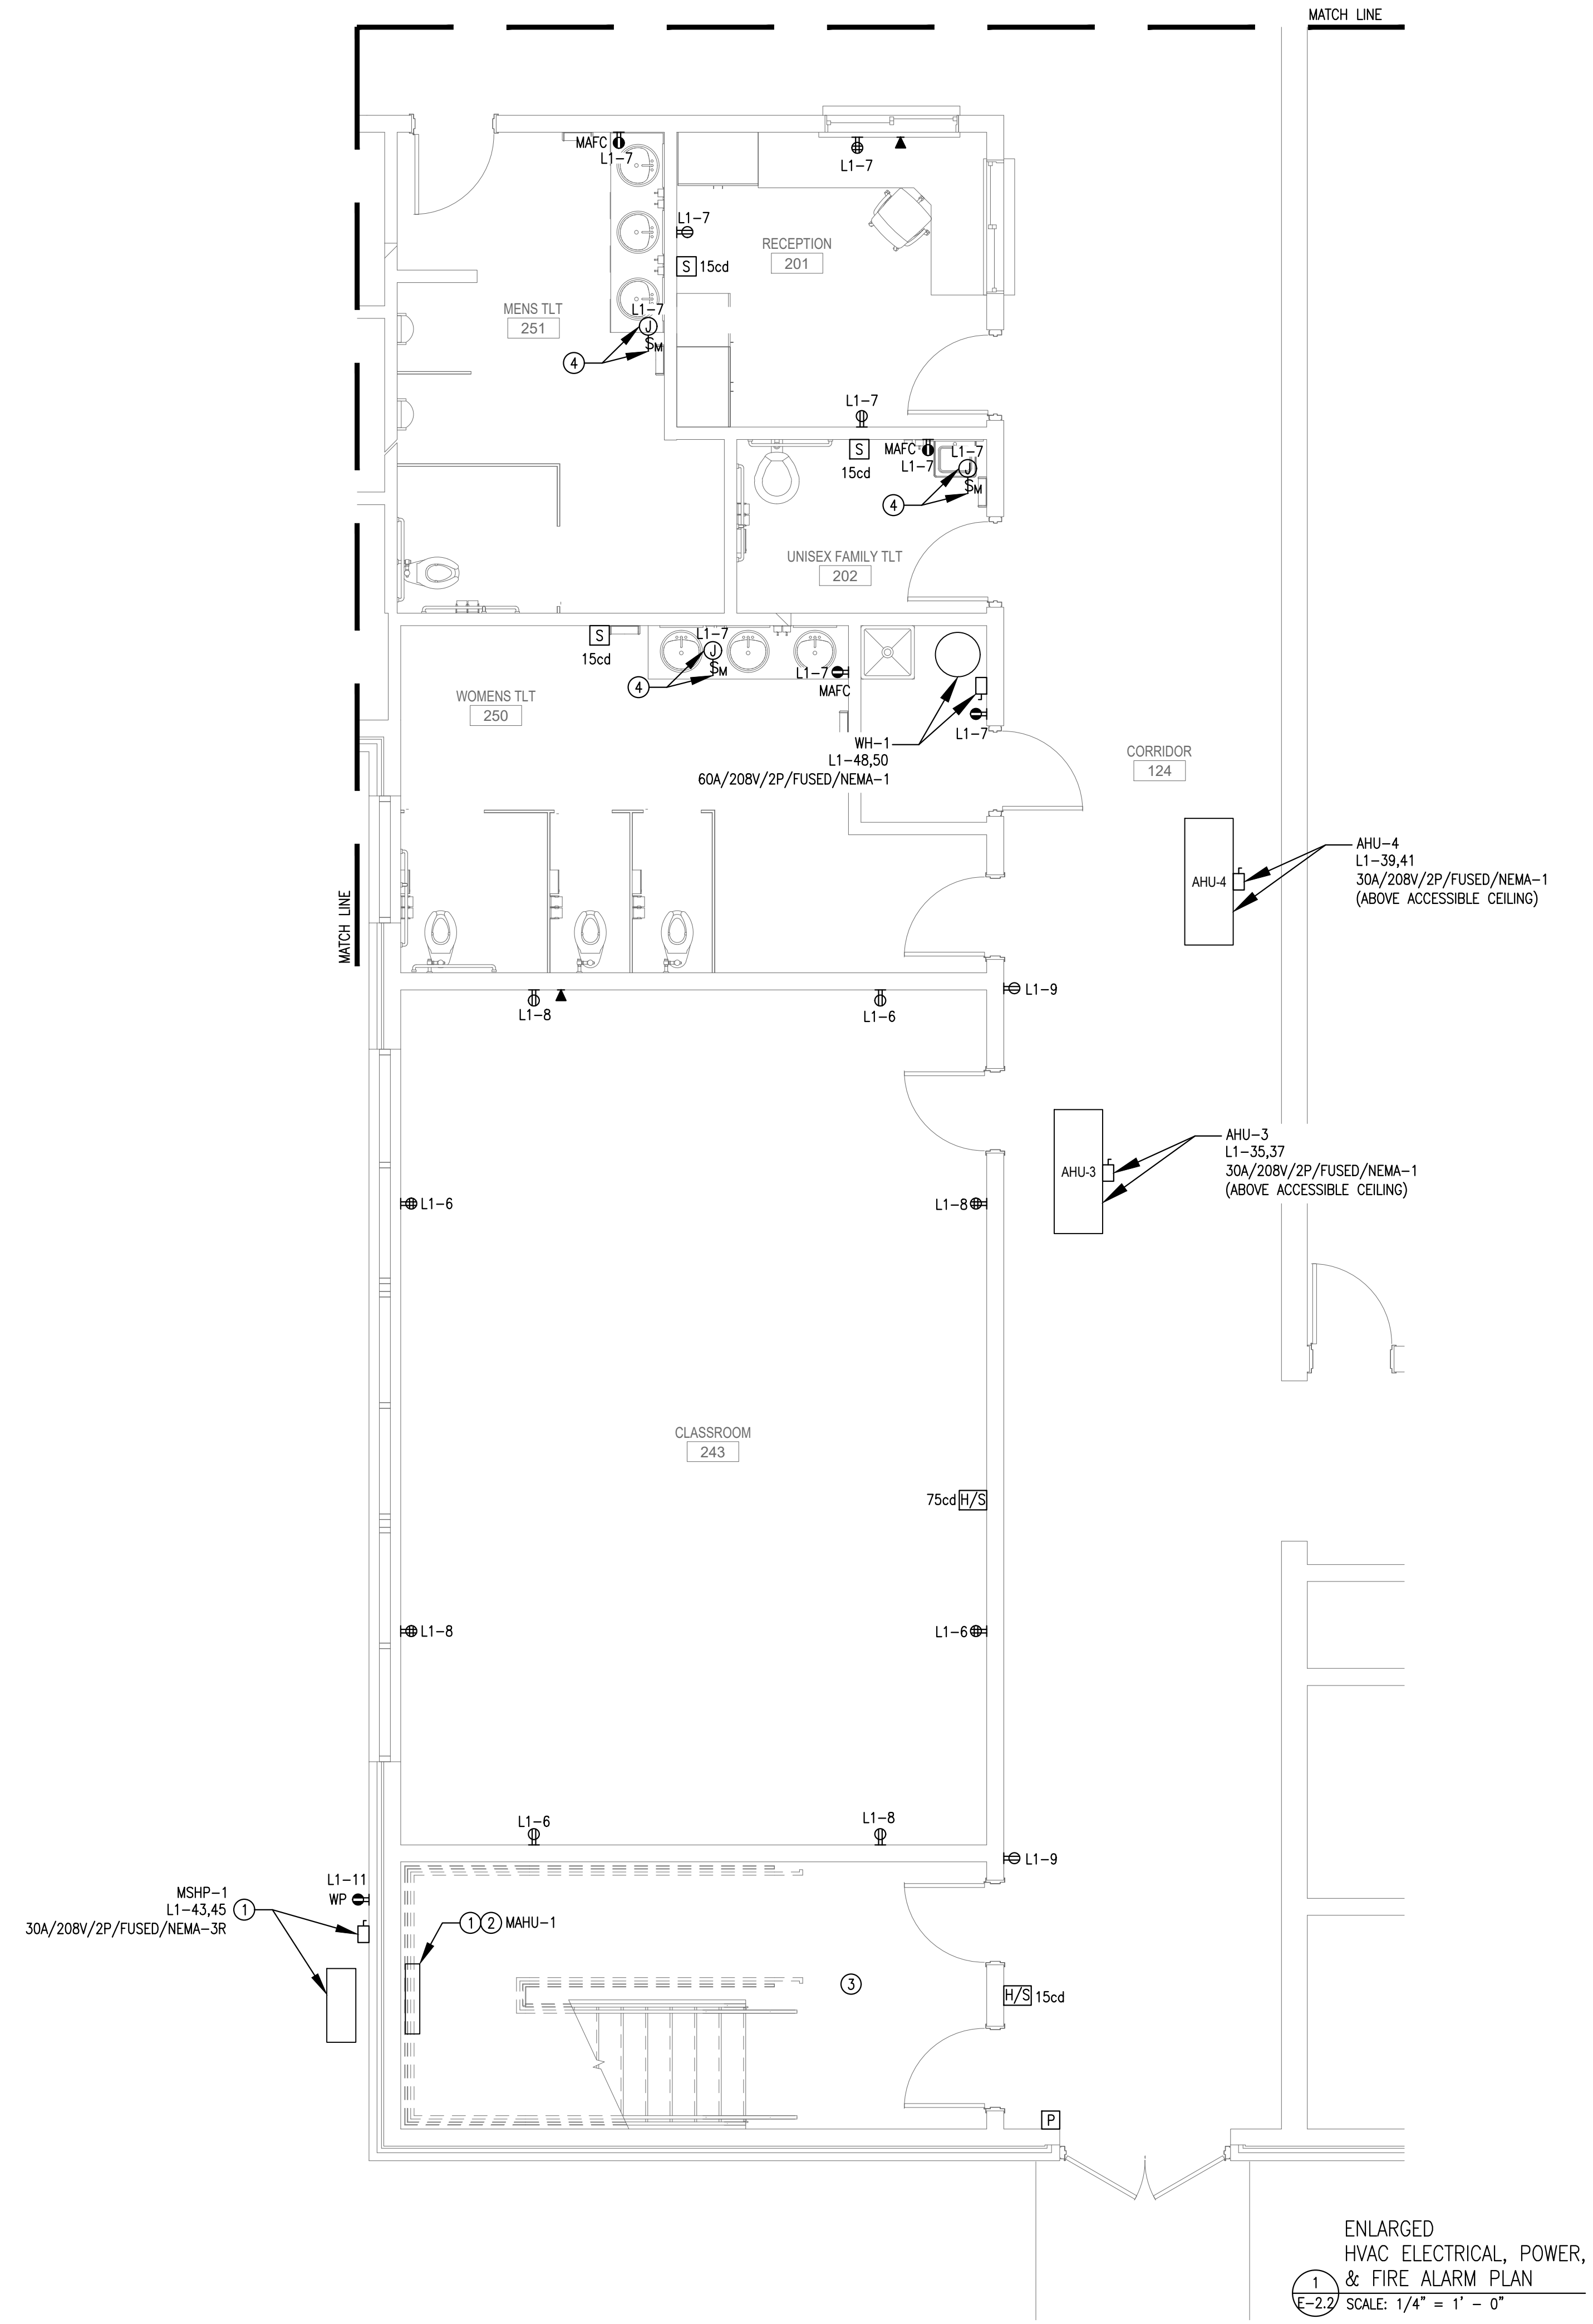 MATCH LINE
MAFC
L1-7
L1-7
L1-7
RECEPTION
201
S 15cd
MENS TLT
251
L1-7
J
SM
4
L1-7
S
15cd
MAFC
L1-7
L1-7
J
SM
4
UNISEX FAMILY TLT
202
S
15cd
L1-7
J
SM
4
L1-7
MAFC
WOMENS TLT
250
L1-7
WH-1
L1-48,50
60A/208V/2P/FUSED/NEMA-1
CORRIDOR
124
AHU-4
AHU-4
L1-39,41
30A/208V/2P/FUSED/NEMA-1
(ABOVE ACCESSIBLE CEILING)
MATCH LINE
L1-8
L1-6
L1-9
AHU-3
AHU-3
L1-35,37
30A/208V/2P/FUSED/NEMA-1
(ABOVE ACCESSIBLE CEILING)
L1-6
L1-8
CLASSROOM
243
75cd H/S
L1-8
L1-6
L1-6
L1-8
L1-9
L1-11
WP
MSHP-1
L1-43,45 1
30A/208V/2P/FUSED/NEMA-3R
1 2 MAHU-1
3
H/S 15cd
P
ENLARGED
HVAC ELECTRICAL, POWER,
& FIRE ALARM PLAN
1
E-2.2
SCALE: 1/4" = 1' - 0"